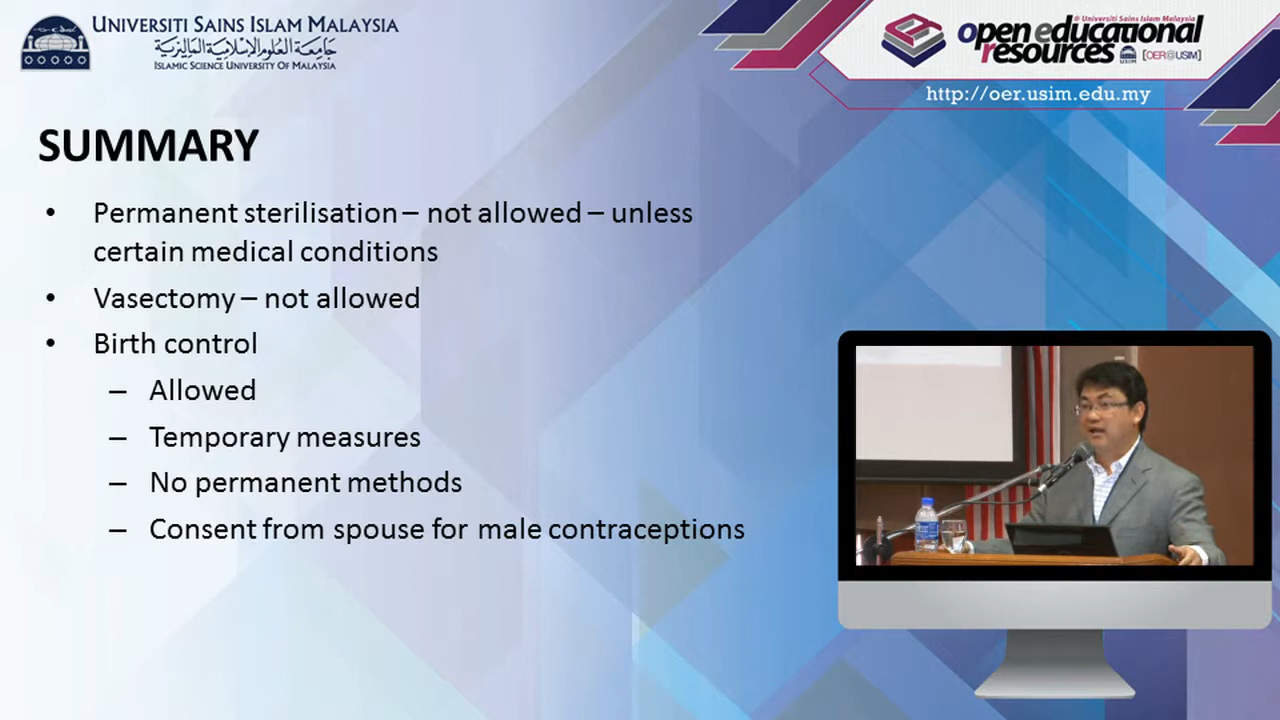 UNIVERSITI SAINS ISLAM MALAYSIA
جامعة العلوم الإسلامية الماليزية
ISLAMIC SCIENCE UNIVERSITY OF MALAYSIA
@ Universiti Sains Islam Malaysia
open educational
resources
USIM
[OER@USIM]
http://oer.usim.edu.my
SUMMARY
• Permanent sterilisation – not allowed – unless
certain medical conditions
• Vasectomy – not allowed
• Birth control
– Allowed
– Temporary measures
– No permanent methods
– Consent from spouse for male contraceptions